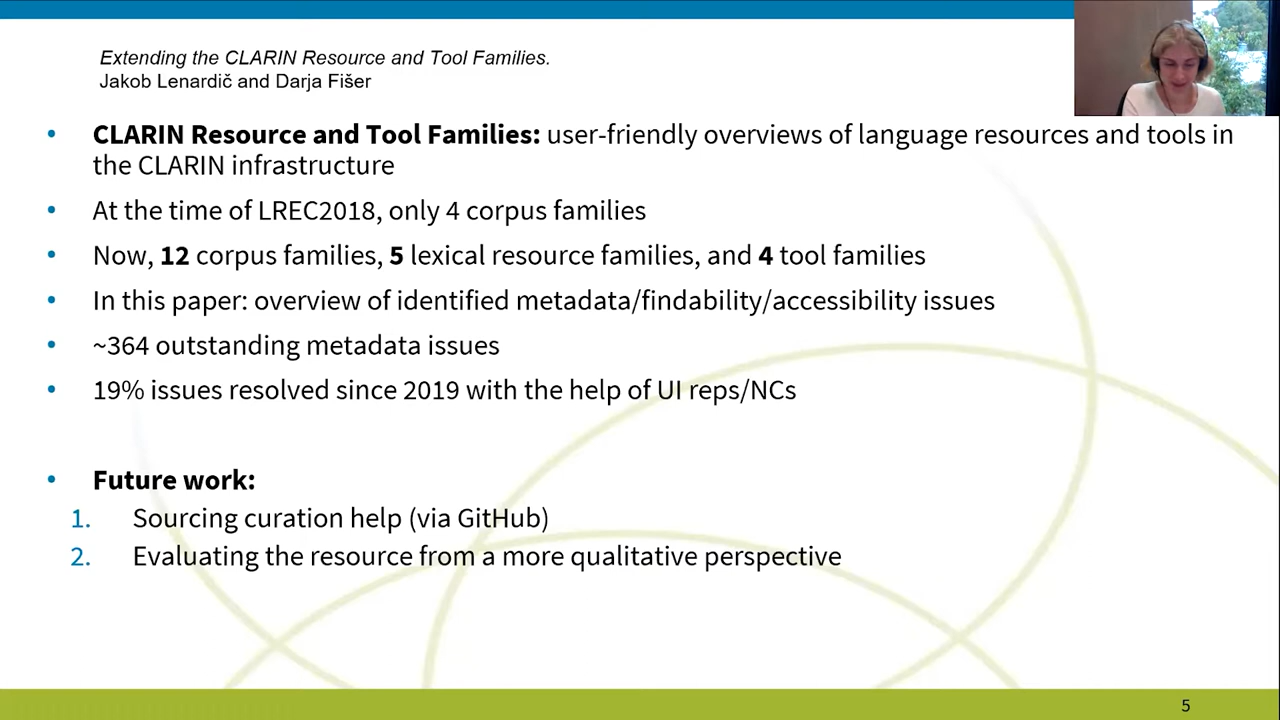 Extending the CLARIN Resource and Tool Families.
Jakob Lenardič and Darja Fišer
• CLARIN Resource and Tool Families: user-friendly overviews of language resources and tools in
the CLARIN infrastructure
• At the time of LREC2018, only 4 corpus families
• Now, 12 corpus families, 5 lexical resource families, and 4 tool families
• In this paper: overview of identified metadata/findability/accessibility issues
• ~364 outstanding metadata issues
• 19% issues resolved since 2019 with the help of UI reps/NCs
• Future work:
1. Sourcing curation help (via GitHub)
2. Evaluating the resource from a more qualitative perspective
5